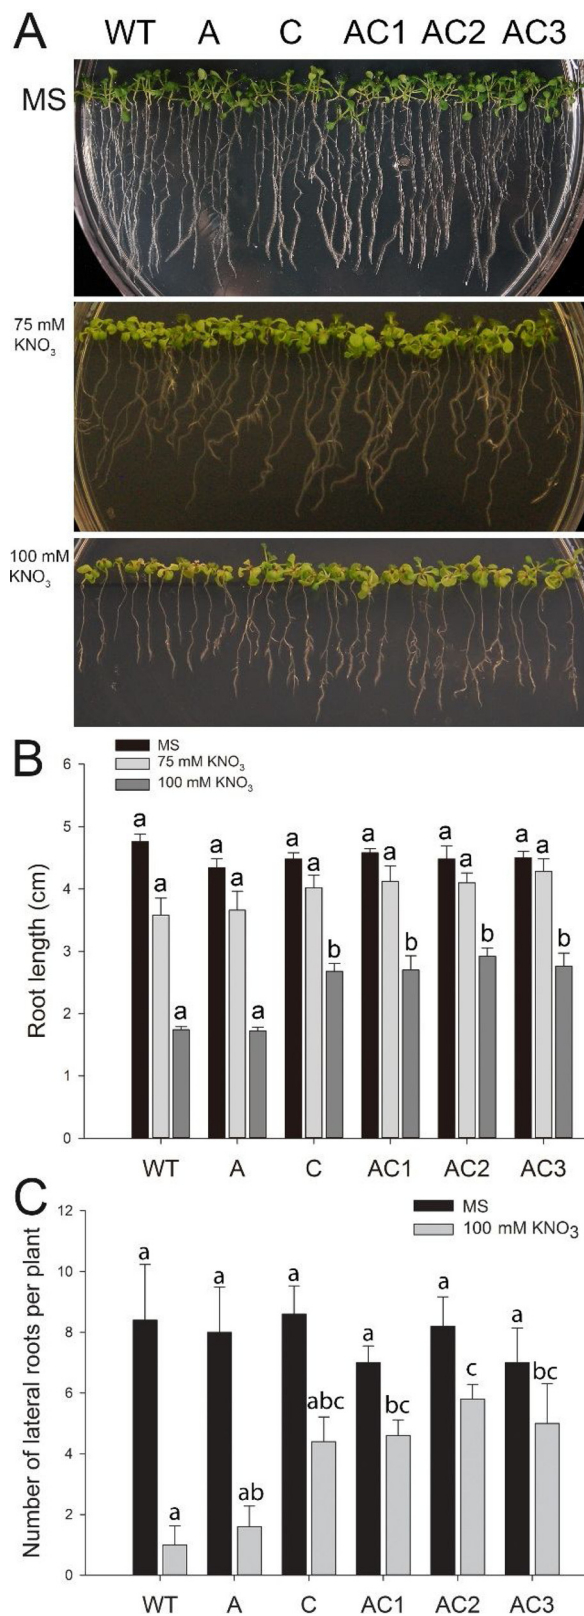 A
WT A C AC1 AC2 AC3
MS
75 mM
KNO₃
100 mM
KNO₃
B
MS
75 mM KNO₃
100 mM KNO₃
Root length (cm)
6
5
4
3
2
1
0
a a a
a a a
a a b
a a b
a a b
a a b
WT A C AC1 AC2 AC3
C
MS
100 mM KNO₃
Number of lateral roots per plant
12
10
8
6
4
2
0
a a
a ab
a abc
a bc
a c
a bc
WT A C AC1 AC2 AC3